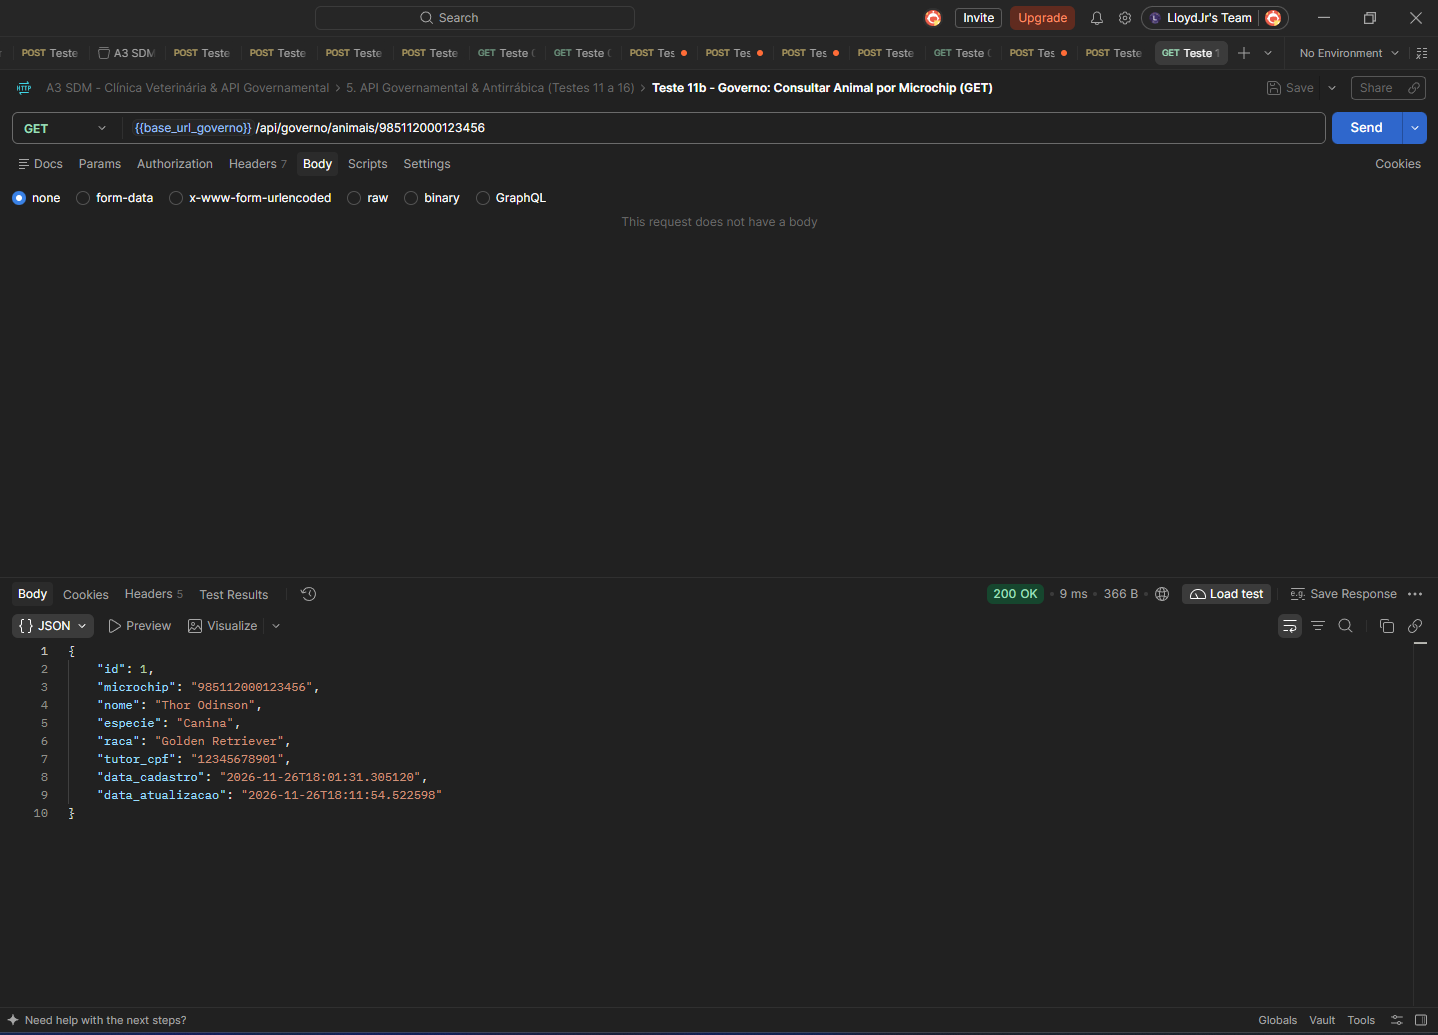 Search
Invite
Upgrade
LloydJr's Team
POST Teste
A3 SDM
POST Teste
POST Teste
POST Teste
POST Teste
GET Teste
GET Teste
POST Tes
POST Tes
POST Tes
POST Teste
GET Teste
POST Tes
POST Teste
GET Teste 1
No Environment
HTTP
A3 SDM - Clínica Veterinária & API Governamental > 5. API Governamental & Antirrábica (Testes 11 a 16) > Teste 11b - Governo: Consultar Animal por Microchip (GET)
Save
Share
GET
{{base_url_governo}} /api/governo/animais/985112000123456
Send
Docs Params Authorization Headers 7 Body Scripts Settings
Cookies
none form-data x-www-form-urlencoded raw binary GraphQL
This request does not have a body
Body Cookies Headers 5 Test Results
200 OK • 9 ms • 366 B
Load test
e.g. Save Response
{} JSON
Preview
Visualize
1 {
2 "id": 1,
3 "microchip": "985112000123456",
4 "nome": "Thor Odinson",
5 "especie": "Canina",
6 "raca": "Golden Retriever",
7 "tutor_cpf": "12345678901",
8 "data_cadastro": "2026-11-26T18:01:31.305120",
9 "data_atualizacao": "2026-11-26T18:11:54.522598"
10 }
Need help with the next steps?
Globals Vault Tools